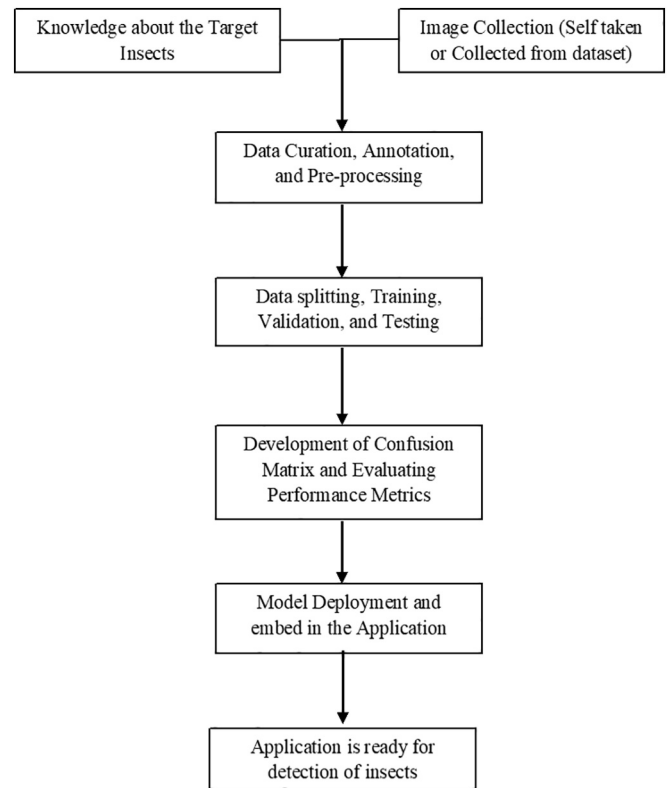 Knowledge about the Target
Insects
Image Collection (Self taken
or Collected from dataset)
Data Curation, Annotation,
and Pre-processing
Data splitting, Training,
Validation, and Testing
Development of Confusion
Matrix and Evaluating
Performance Metrics
Model Deployment and
embed in the Application
Application is ready for
detection of insects